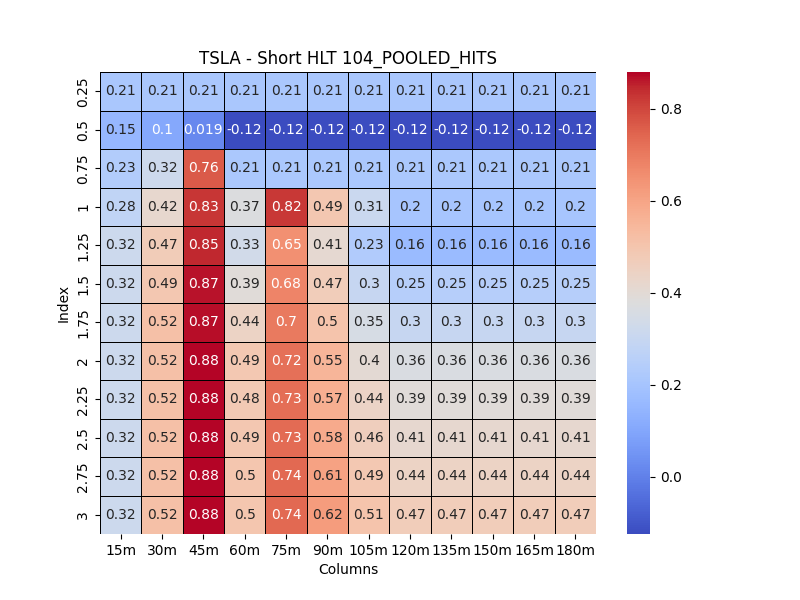 TSLA - Short HLT 104_POOLED_HITS
Index
0.25 0.21 0.21 0.21 0.21 0.21 0.21 0.21 0.21 0.21 0.21 0.21 0.21
0.5 0.15 0.1 0.019 -0.12 -0.12 -0.12 -0.12 -0.12 -0.12 -0.12 -0.12 -0.12
0.75 0.23 0.32 0.76 0.21 0.21 0.21 0.21 0.21 0.21 0.21 0.21 0.21
1 0.28 0.42 0.83 0.37 0.82 0.49 0.31 0.2 0.2 0.2 0.2 0.2
1.25 0.32 0.47 0.85 0.33 0.65 0.41 0.23 0.16 0.16 0.16 0.16 0.16
1.5 0.32 0.49 0.87 0.39 0.68 0.47 0.3 0.25 0.25 0.25 0.25 0.25
1.75 0.32 0.52 0.87 0.44 0.7 0.5 0.35 0.3 0.3 0.3 0.3 0.3
2 0.32 0.52 0.88 0.49 0.72 0.55 0.4 0.36 0.36 0.36 0.36 0.36
2.25 0.32 0.52 0.88 0.48 0.73 0.57 0.44 0.39 0.39 0.39 0.39 0.39
2.5 0.32 0.52 0.88 0.49 0.73 0.58 0.46 0.41 0.41 0.41 0.41 0.41
2.75 0.32 0.52 0.88 0.5 0.74 0.61 0.49 0.44 0.44 0.44 0.44 0.44
3 0.32 0.52 0.88 0.5 0.74 0.62 0.51 0.47 0.47 0.47 0.47 0.47
15m 30m 45m 60m 75m 90m 105m 120m 135m 150m 165m 180m
Columns
0.8
0.6
0.4
0.2
0.0